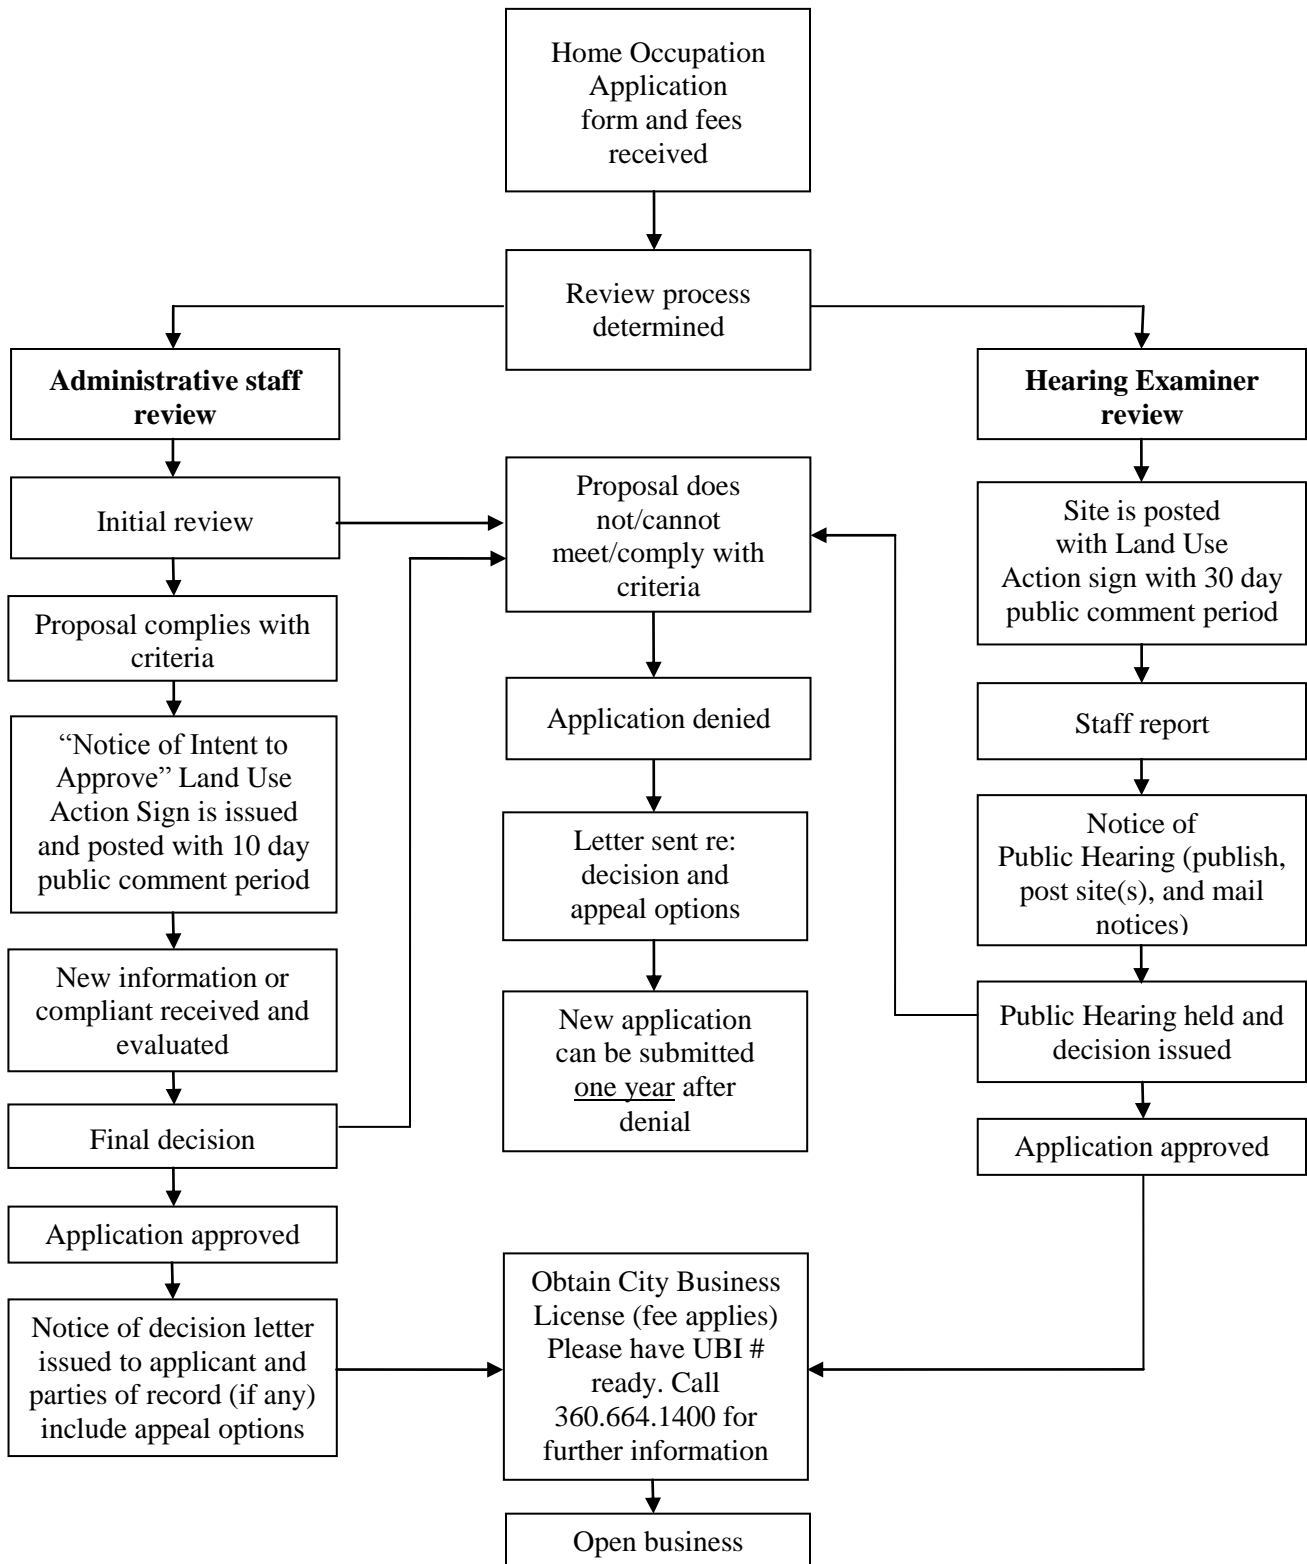 Home Occupation
Application
form and fees
received
Review process
determined
Administrative staff
review
Initial review
Proposal complies with
criteria
“Notice of Intent to
Approve” Land Use
Action Sign is issued
and posted with 10 day
public comment period
New information or
compliant received and
evaluated
Final decision
Application approved
Notice of decision letter
issued to applicant and
parties of record (if any)
include appeal options
Proposal does
not/cannot
meet/comply with
criteria
Application denied
Letter sent re:
decision and
appeal options
New application
can be submitted
one year after
denial
Hearing Examiner
review
Site is posted
with Land Use
Action sign with 30 day
public comment period
Staff report
Notice of
Public Hearing (publish,
post site(s), and mail
notices)
Public Hearing held and
decision issued
Application approved
Obtain City Business
License (fee applies)
Please have UBI #
ready. Call
360.664.1400 for
further information
Open business